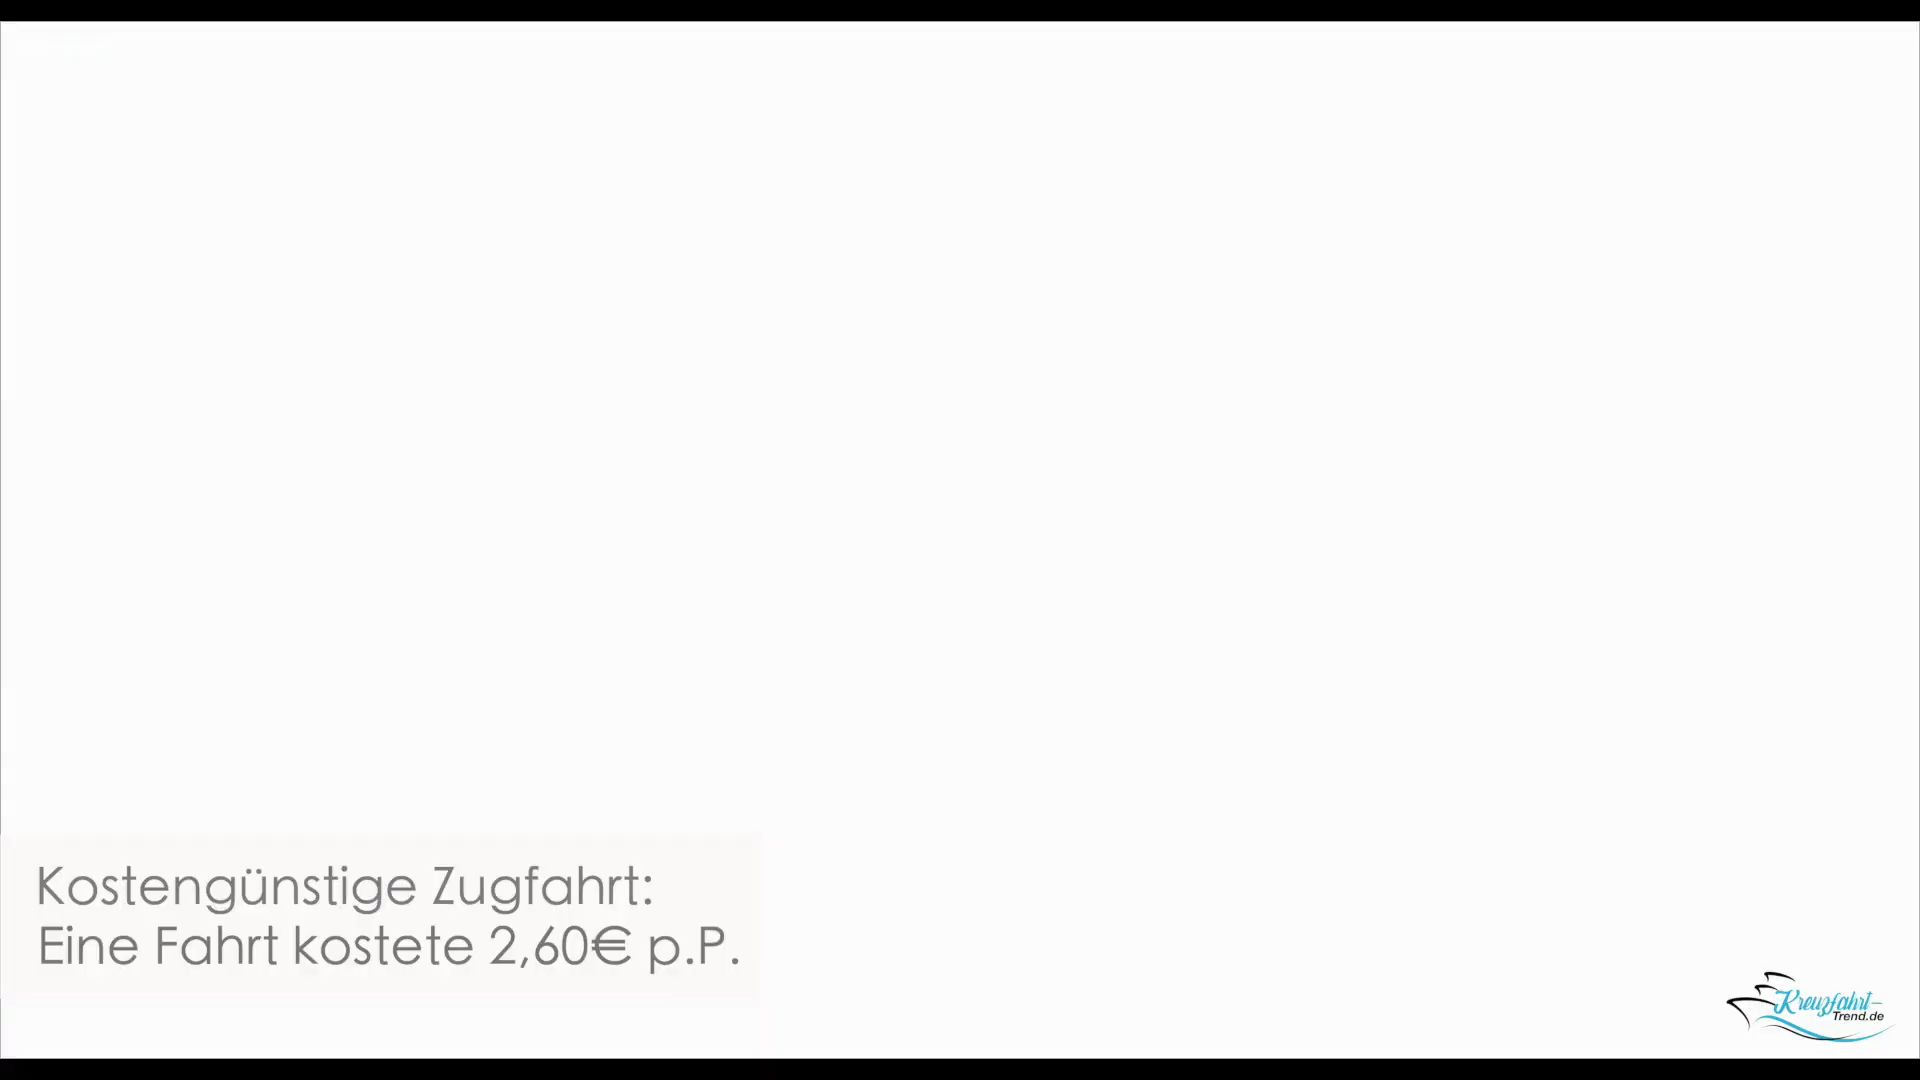 Kostengünstige Zugfahrt:
Eine Fahrt kostete 2,60€ p.P.
Kreuzfahrt-
Trend.de